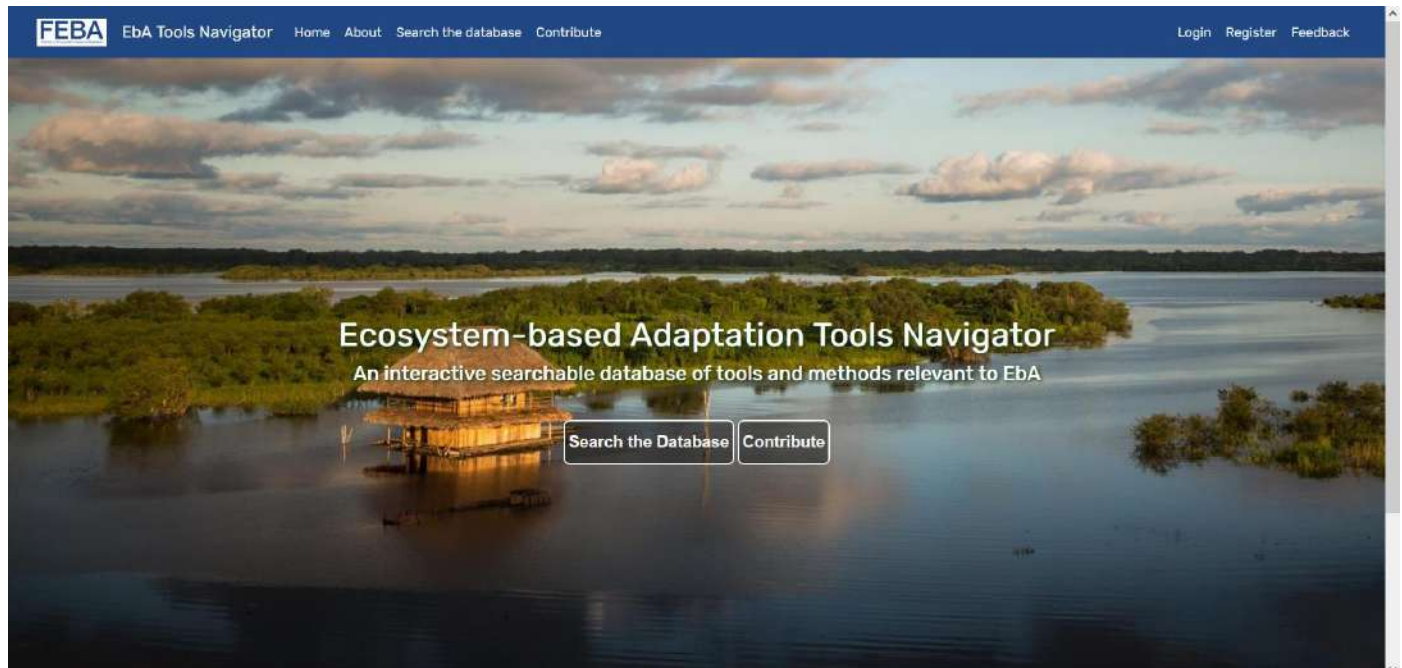 FEBA EbA Tools Navigator Home About Search the database Contribute Login Register Feedback
Ecosystem-based Adaptation Tools Navigator
An interactive searchable database of tools and methods relevant to EbA
Search the Database Contribute